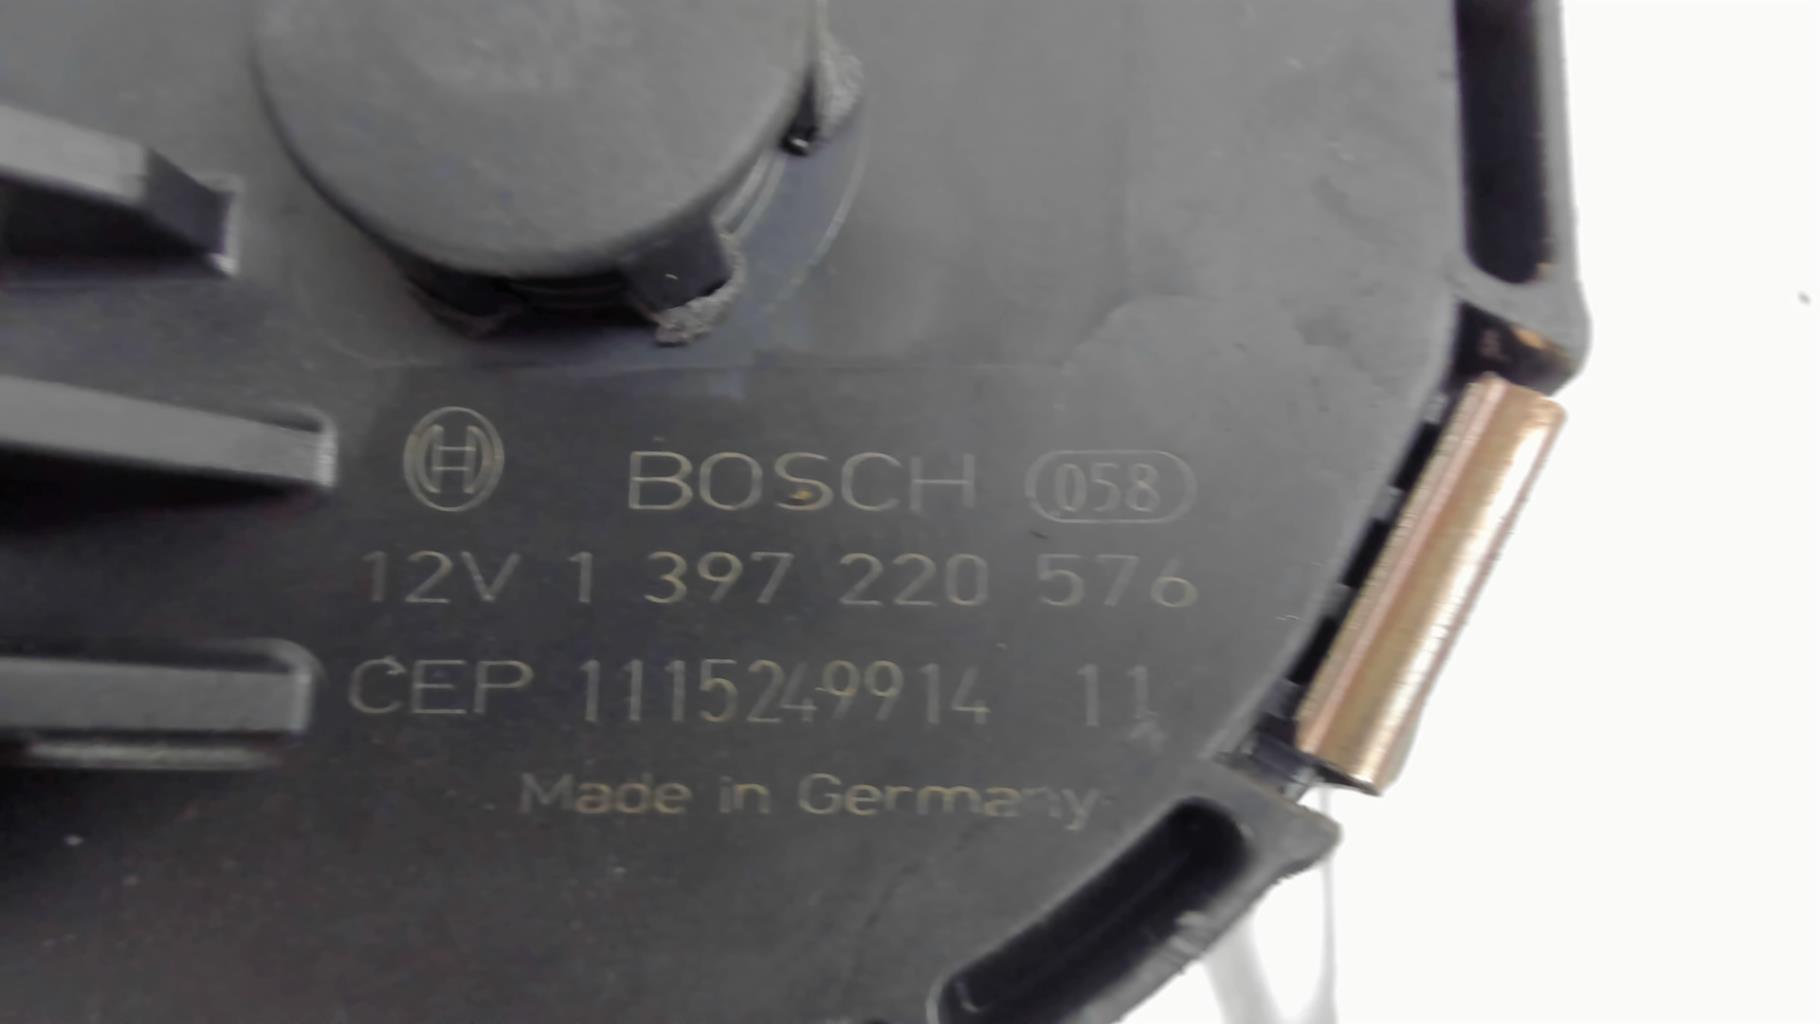 BOSCH 058
12V 1 397 220 576
CEP 1115249914 11
Made in Germany